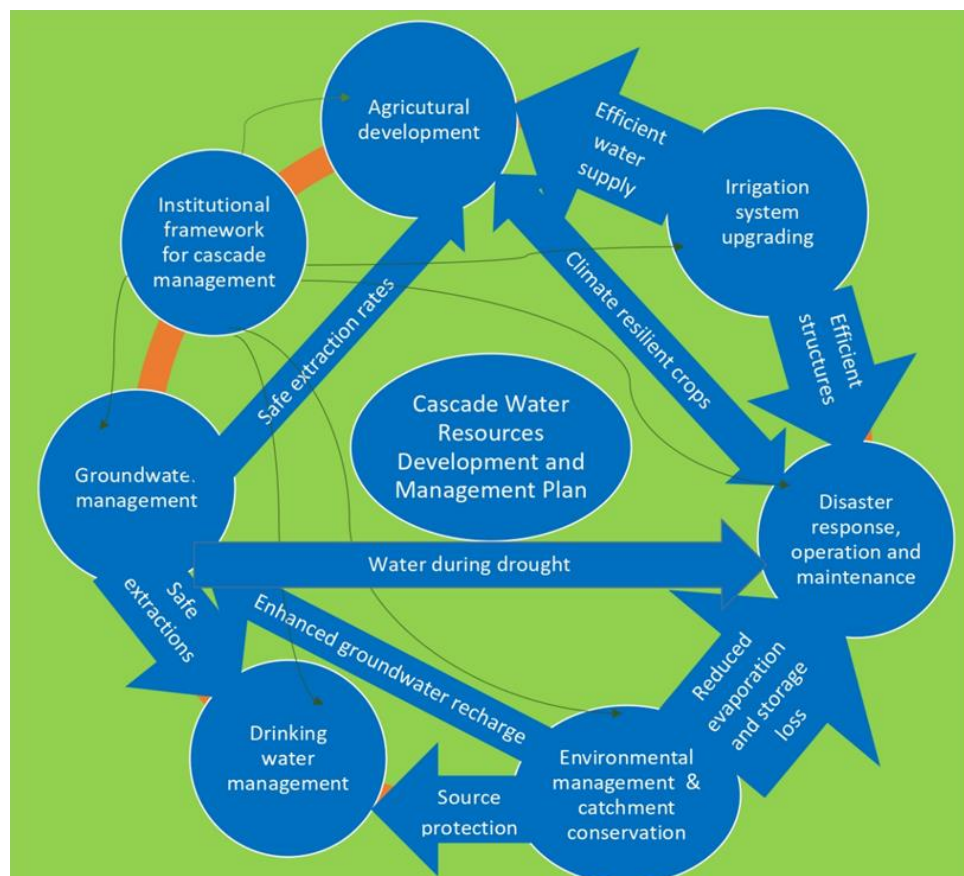 Agricutural
development
Efficient
water
supply
Irrigation
system
upgrading
Institutional
framework
for cascade
management
Safe extraction rates
Climate resilient crops
Efficient
structures
Cascade Water
Resources
Development and
Management Plan
Groundwater
management
Disaster
response,
operation and
maintenance
Water during drought
Safe
extractions
Enhanced groundwater recharge
Reduced
evaporation
and storage
loss
Drinking
water
management
Source
protection
Environmental
management &
catchment
conservation